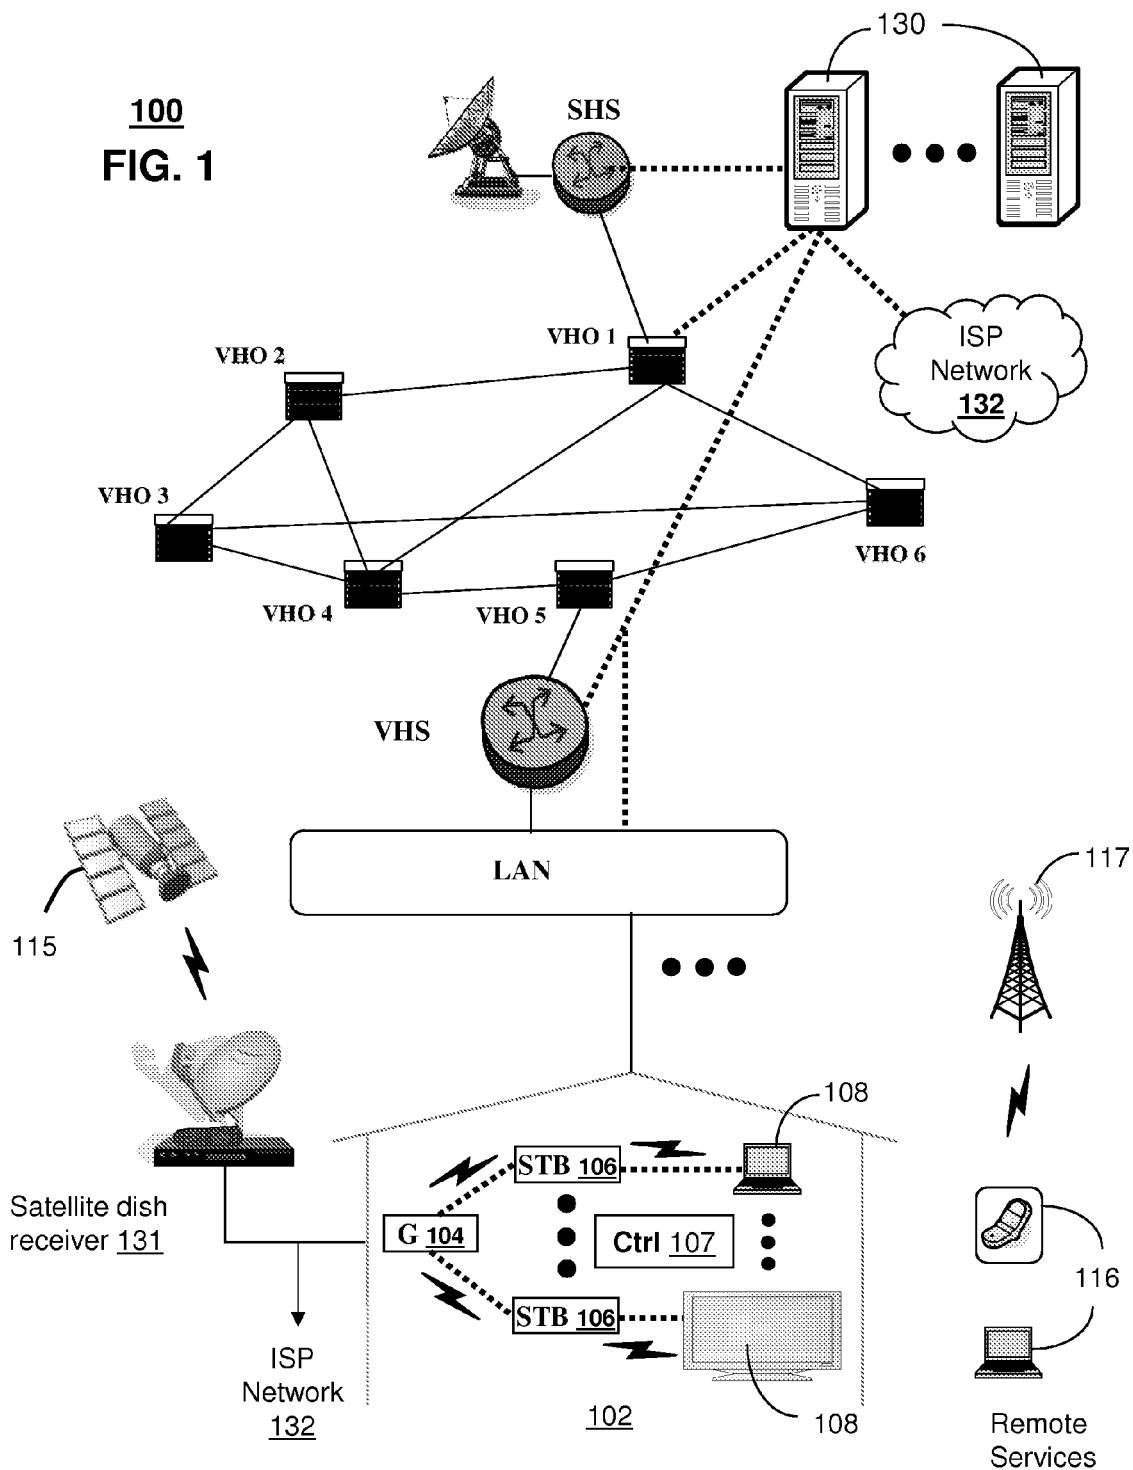 130
100
FIG. 1
SHS
ISP
Network
132
VHO 1
VHO 2
VHO 3
VHO 6
VHO 4
VHO 5
VHS
LAN
117
115
108
STB 106
Satellite dish
receiver 131
G 104
Ctrl 107
116
STB 106
ISP
Network
132
102
108
Remote
Services